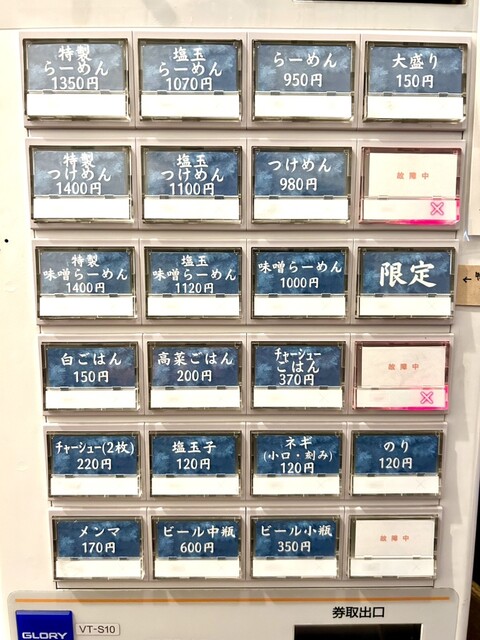 特製
らーめん
1350円
塩玉
らーめん
1070円
らーめん
950円
大盛り
150円
特製
つけめん
1400円
塩玉
つけめん
1100円
つけめん
980円
故障中
特製
味噌らーめん
1400円
塩玉
味噌らーめん
1120円
味噌らーめん
1000円
限定
白ごはん
150円
高菜ごはん
200円
チャーシュー
ごはん
370円
故障中
チャーシュー(2枚)
220円
塩玉子
120円
ネギ
(小口・刻み)
120円
のり
120円
メンマ
170円
ビール中瓶
600円
ビール小瓶
350円
故障中
券取出口
GLORY
VT-S10